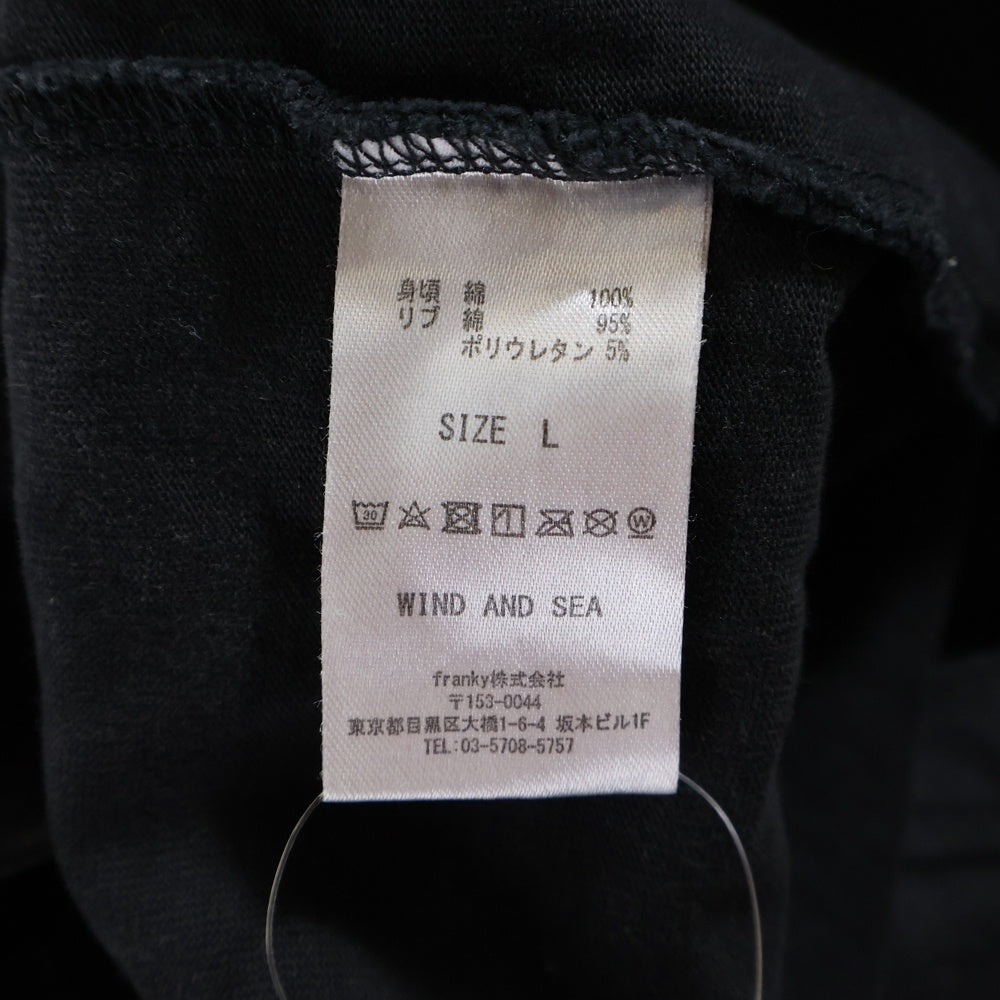 身頃 綿 100%
リブ 綿 95%
ポリウレタン 5%
SIZE L
30 W
WIND AND SEA
franky株式会社
〒153-0044
東京都目黒区大橋1-6-4 坂本ビル1F
TEL:03-5708-5757